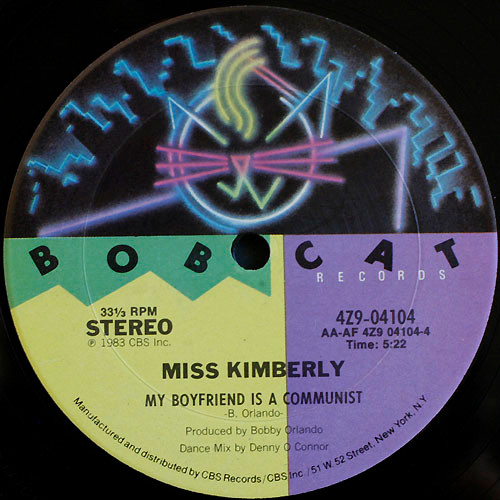 BOBCAT
RECORDS
33⅓ RPM
STEREO
℗ 1983 CBS Inc.
4Z9-04104
AA-AF 4Z9 04104-4
Time: 5:22
MISS KIMBERLY
MY BOYFRIEND IS A COMMUNIST
-B. Orlando-
Produced by Bobby Orlando
Dance Mix by Denny O Connor
Manufactured and distributed by CBS Records/CBS Inc./51 W.52 Street, New York, N.Y.